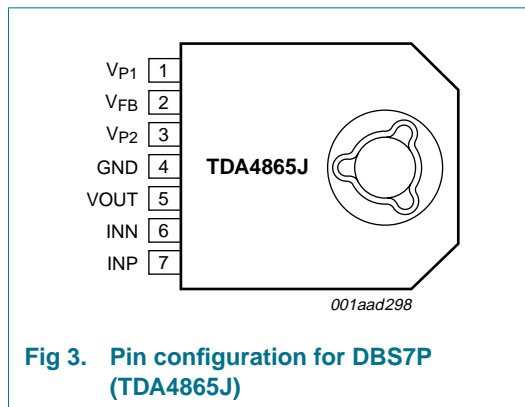 VP1 1
VFB 2
VP2 3
GND 4
TDA4865J
VOUT 5
INN 6
INP 7
001aad298
Fig 3. Pin configuration for DBS7P
(TDA4865J)